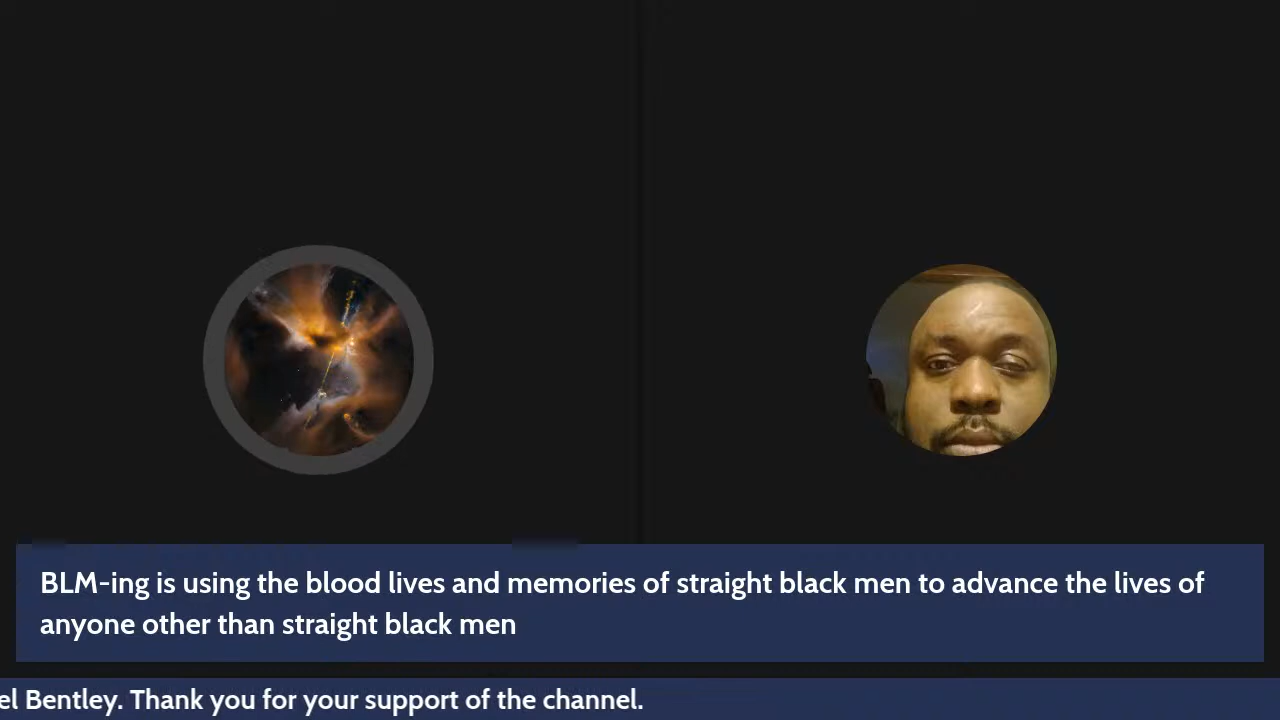 BLM-ing is using the blood lives and memories of straight black men to advance the lives of
anyone other than straight black men
el Bentley. Thank you for your support of the channel.